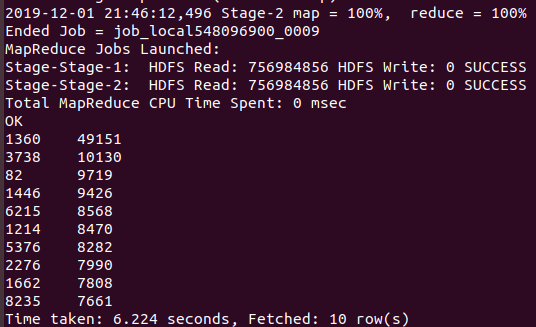 2019-12-01 21:46:12,496 Stage-2 map = 100%,  reduce = 100%
Ended Job = job_local548096900_0009
MapReduce Jobs Launched:
Stage-Stage-1:  HDFS Read: 756984856 HDFS Write: 0 SUCCESS
Stage-Stage-2:  HDFS Read: 756984856 HDFS Write: 0 SUCCESS
Total MapReduce CPU Time Spent: 0 msec
OK
1360	49151
3738	10130
82	9719
1446	9426
6215	8568
1214	8470
5376	8282
2276	7990
1662	7808
8235	7661
Time taken: 6.224 seconds, Fetched: 10 row(s)